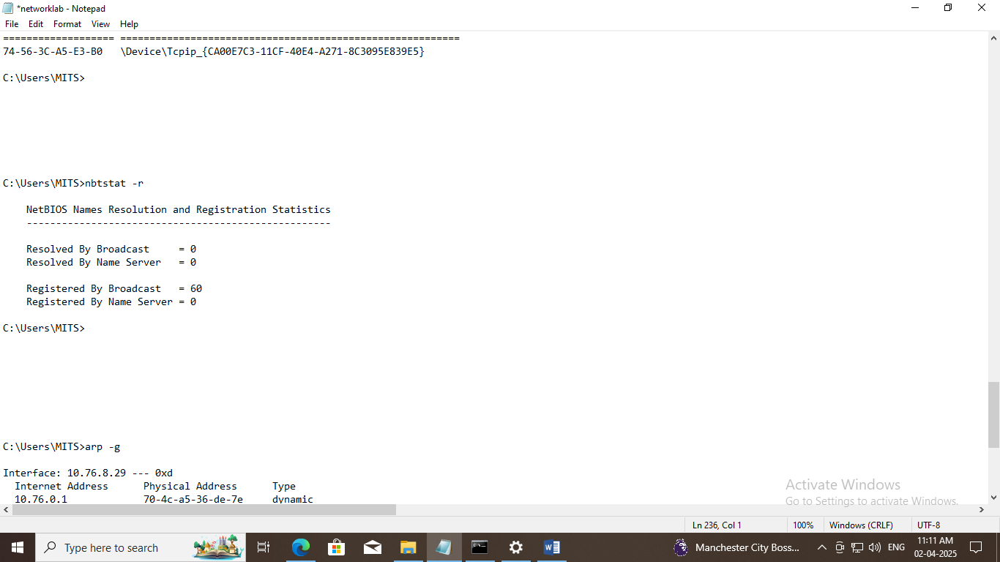 *networklab - Notepad
File Edit Format View Help
=================== ==========================================================
74-56-3C-A5-E3-B0   \Device\Tcpip_{CA00E7C3-11CF-40E4-A271-8C3095E839E5}
C:\Users\MITS>
C:\Users\MITS>nbtstat -r
NetBIOS Names Resolution and Registration Statistics
----------------------------------------------------
Resolved By Broadcast     = 0
Resolved By Name Server   = 0
Registered By Broadcast   = 60
Registered By Name Server = 0
C:\Users\MITS>
C:\Users\MITS>arp -g
Interface: 10.76.8.29 --- 0xd
Internet Address      Physical Address      Type
10.76.0.1             70-4c-a5-36-de-7e     dynamic
Activate Windows
Go to Settings to activate Windows.
Ln 236, Col 1 100% Windows (CRLF) UTF-8
Type here to search
Manchester City Boss...
ENG
11:11 AM
02-04-2025